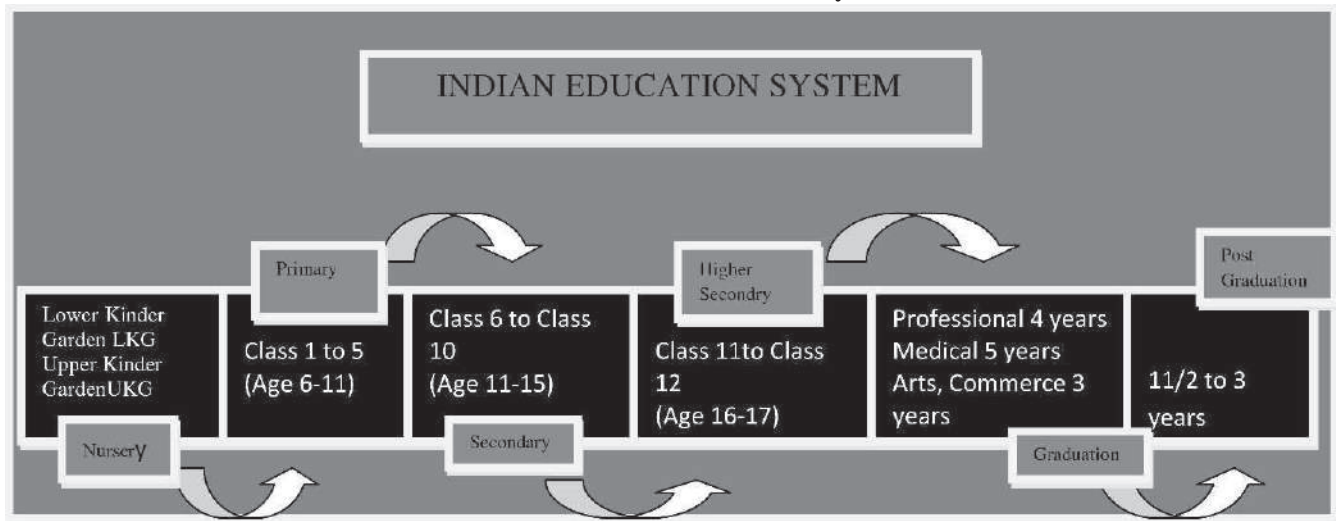 INDIAN EDUCATION SYSTEM
Lower Kinder
Garden LKG
Upper Kinder
GardenUKG
Nursery
Primary
Class 1 to 5
(Age 6-11)
Class 6 to Class
10
(Age 11-15)
Secondary
Higher
Secondry
Class 11to Class
12
(Age 16-17)
Professional 4 years
Medical 5 years
Arts, Commerce 3
years
Graduation
Post
Graduation
11/2 to 3
years